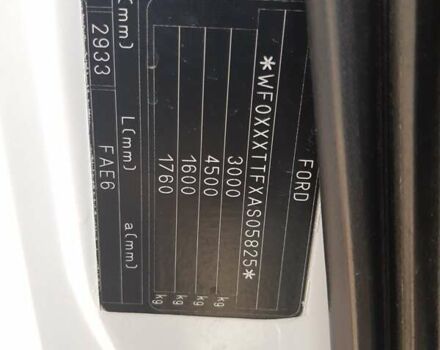 FORD
*WF0XXXTTFXAS05825*
3000 kg
4500 kg
1600 kg
1760 kg
(mm) L(mm) a(mm)
2933 FAE6